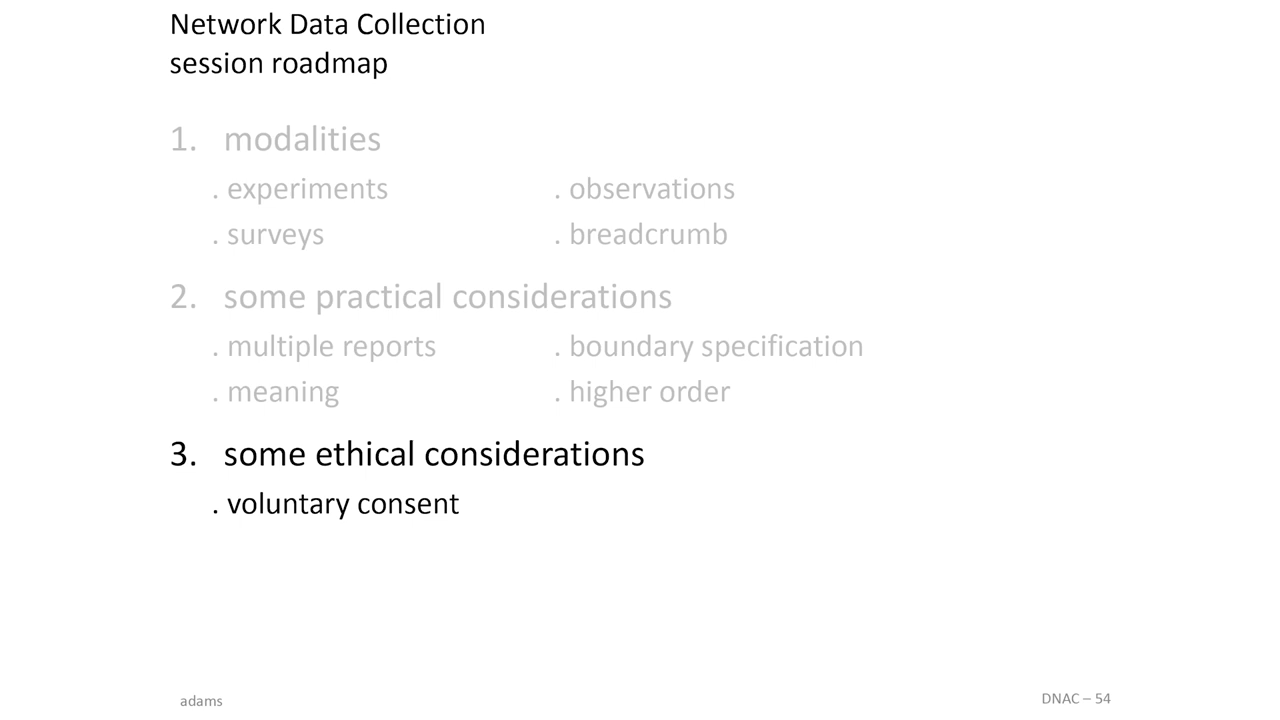 Network Data Collection
session roadmap
1. modalities
. experiments . observations
. surveys . breadcrumb
2. some practical considerations
. multiple reports . boundary specification
. meaning . higher order
3. some ethical considerations
. voluntary consent
adams DNAC – 54